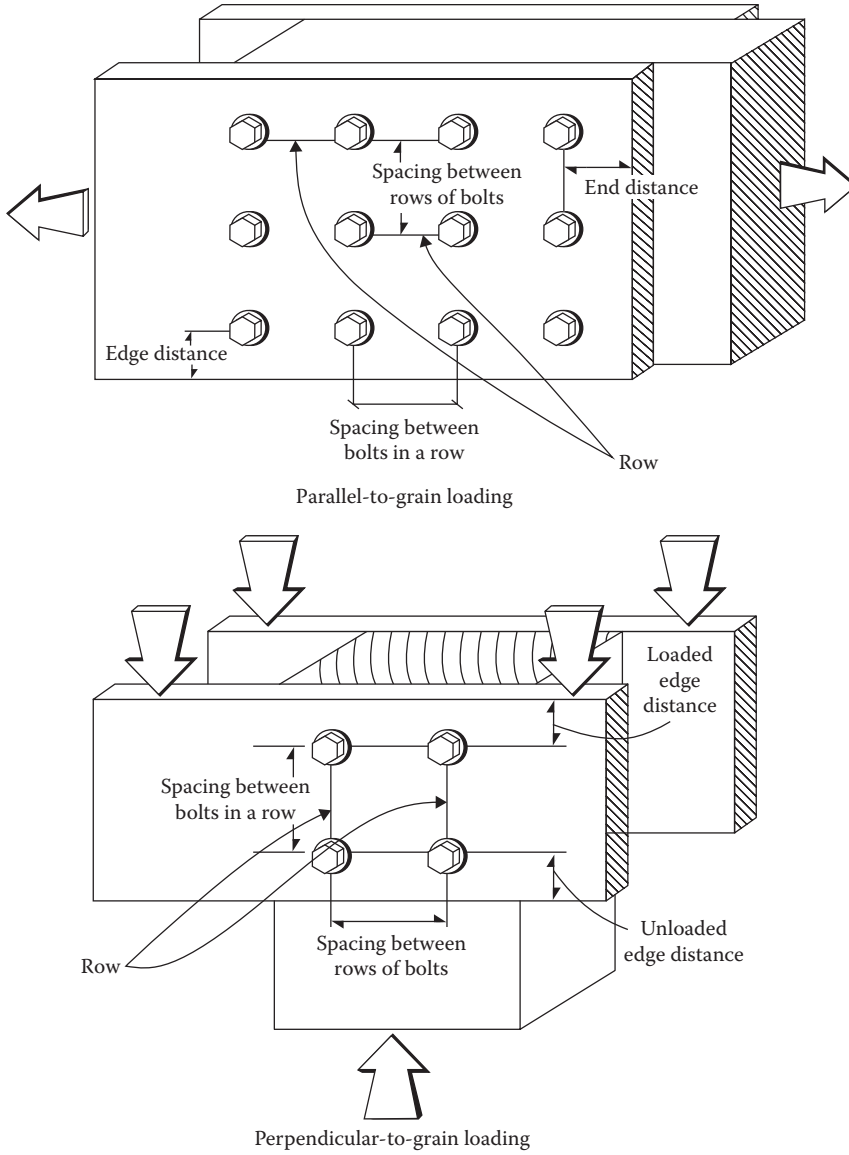 Spacing between
rows of bolts
End distance
Edge distance
Spacing between
bolts in a row
Row
Parallel-to-grain loading
Loaded
edge
distance
Spacing between
bolts in a row
Unloaded
edge distance
Spacing between
rows of bolts
Row
Perpendicular-to-grain loading